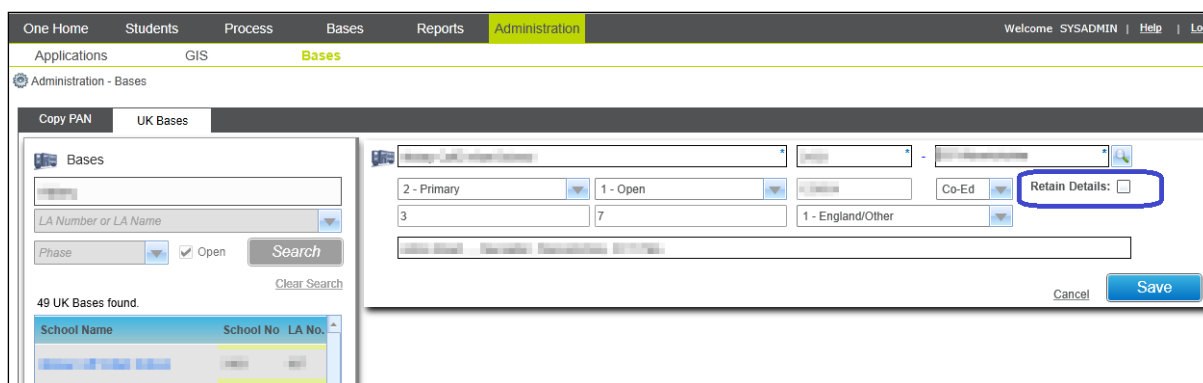 One Home Students Process Bases Reports Administration Welcome SYSADMIN | Help | Lo
Applications GIS Bases
Administration - Bases
Copy PAN UK Bases
Bases
* * - *
2 - Primary 1 - Open Co-Ed Retain Details:
LA Number or LA Name
3 7 1 - England/Other
Phase Open Search
Clear Search
Cancel Save
49 UK Bases found.
School Name School No LA No.